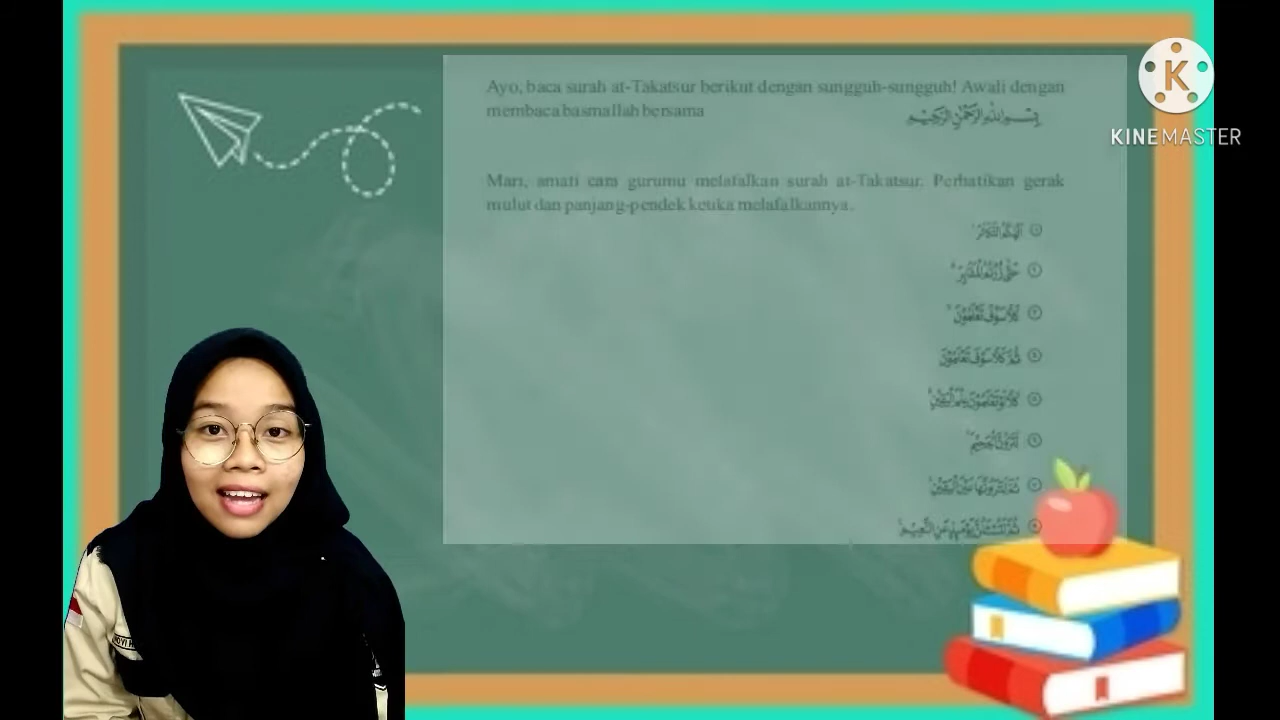 Ayo, baca surah at-Takatsur berikut dengan sungguh-sungguh! Awali dengan
membaca basmallah bersama بِسْمِ اللّٰهِ الرَّحْمٰنِ الرَّحِيْمِ
Mari, amati cara gurumu melafalkan surah at-Takatsur. Perhatikan gerak
mulut dan panjang-pendek ketika melafalkannya.
اَلْهٰىكُمُ التَّكَاثُرُ
حَتّٰى زُرْتُمُ الْمَقَابِرَ
كَلَّا سَوْفَ تَعْلَمُوْنَ
ثُمَّ كَلَّا سَوْفَ تَعْلَمُوْنَ
كَلَّا لَوْ تَعْلَمُوْنَ عِلْمَ الْيَقِيْنِ
لَتَرَوُنَّ الْجَحِيْمَ
ثُمَّ لَتَرَوُنَّهَا عَيْنَ الْيَقِيْنِ
ثُمَّ لَتُسْـَٔلُنَّ يَوْمَىِٕذٍ عَنِ النَّعِيْمِ
K
KINEMASTER